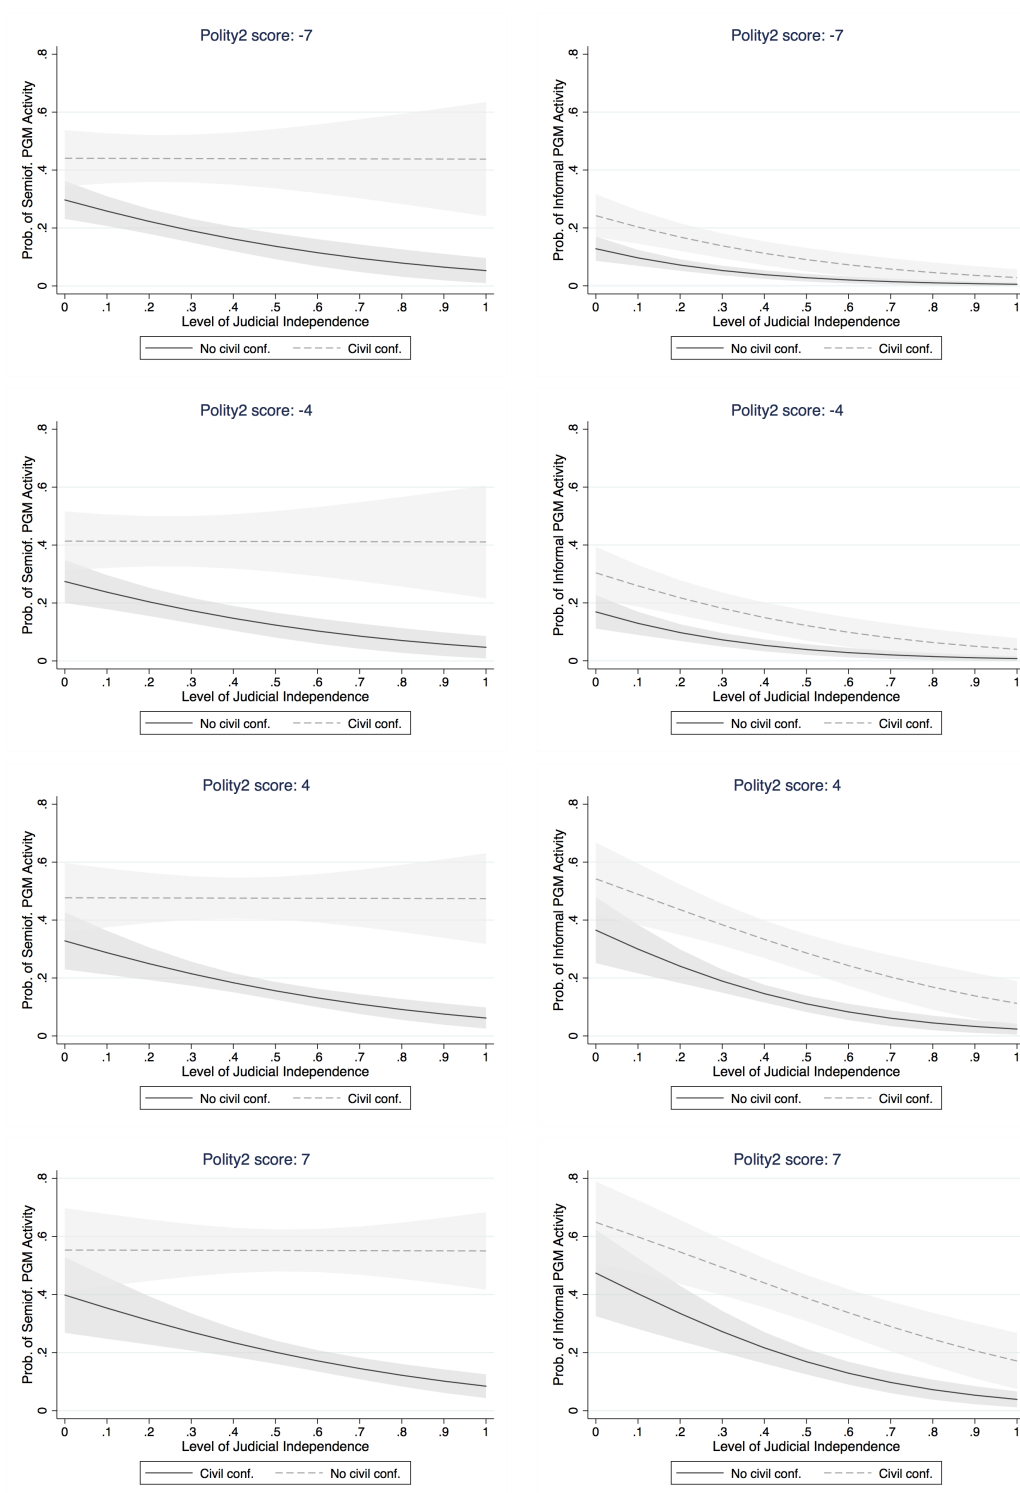 Polity2 score: -7
Prob. of Semiof. PGM Activity
.8
.6
.4
.2
0
0 .1 .2 .3 .4 .5 .6 .7 .8 .9 1
Level of Judicial Independence
No civil conf. Civil conf.
Polity2 score: -7
Prob. of Informal PGM Activity
.8
.6
.4
.2
0
0 .1 .2 .3 .4 .5 .6 .7 .8 .9 1
Level of Judicial Independence
No civil conf. Civil conf.
Polity2 score: -4
Prob. of Semiof. PGM Activity
.8
.6
.4
.2
0
0 .1 .2 .3 .4 .5 .6 .7 .8 .9 1
Level of Judicial Independence
No civil conf. Civil conf.
Polity2 score: -4
Prob. of Informal PGM Activity
.8
.6
.4
.2
0
0 .1 .2 .3 .4 .5 .6 .7 .8 .9 1
Level of Judicial Independence
No civil conf. Civil conf.
Polity2 score: 4
Prob. of Semiof. PGM Activity
.8
.6
.4
.2
0
0 .1 .2 .3 .4 .5 .6 .7 .8 .9 1
Level of Judicial Independence
No civil conf. Civil conf.
Polity2 score: 4
Prob. of Informal PGM Activity
.8
.6
.4
.2
0
0 .1 .2 .3 .4 .5 .6 .7 .8 .9 1
Level of Judicial Independence
No civil conf. Civil conf.
Polity2 score: 7
Prob. of Semiof. PGM Activity
.8
.6
.4
.2
0
0 .1 .2 .3 .4 .5 .6 .7 .8 .9 1
Level of Judicial Independence
Civil conf. No civil conf.
Polity2 score: 7
Prob. of Informal PGM Activity
.8
.6
.4
.2
0
0 .1 .2 .3 .4 .5 .6 .7 .8 .9 1
Level of Judicial Independence
No civil conf. Civil conf.